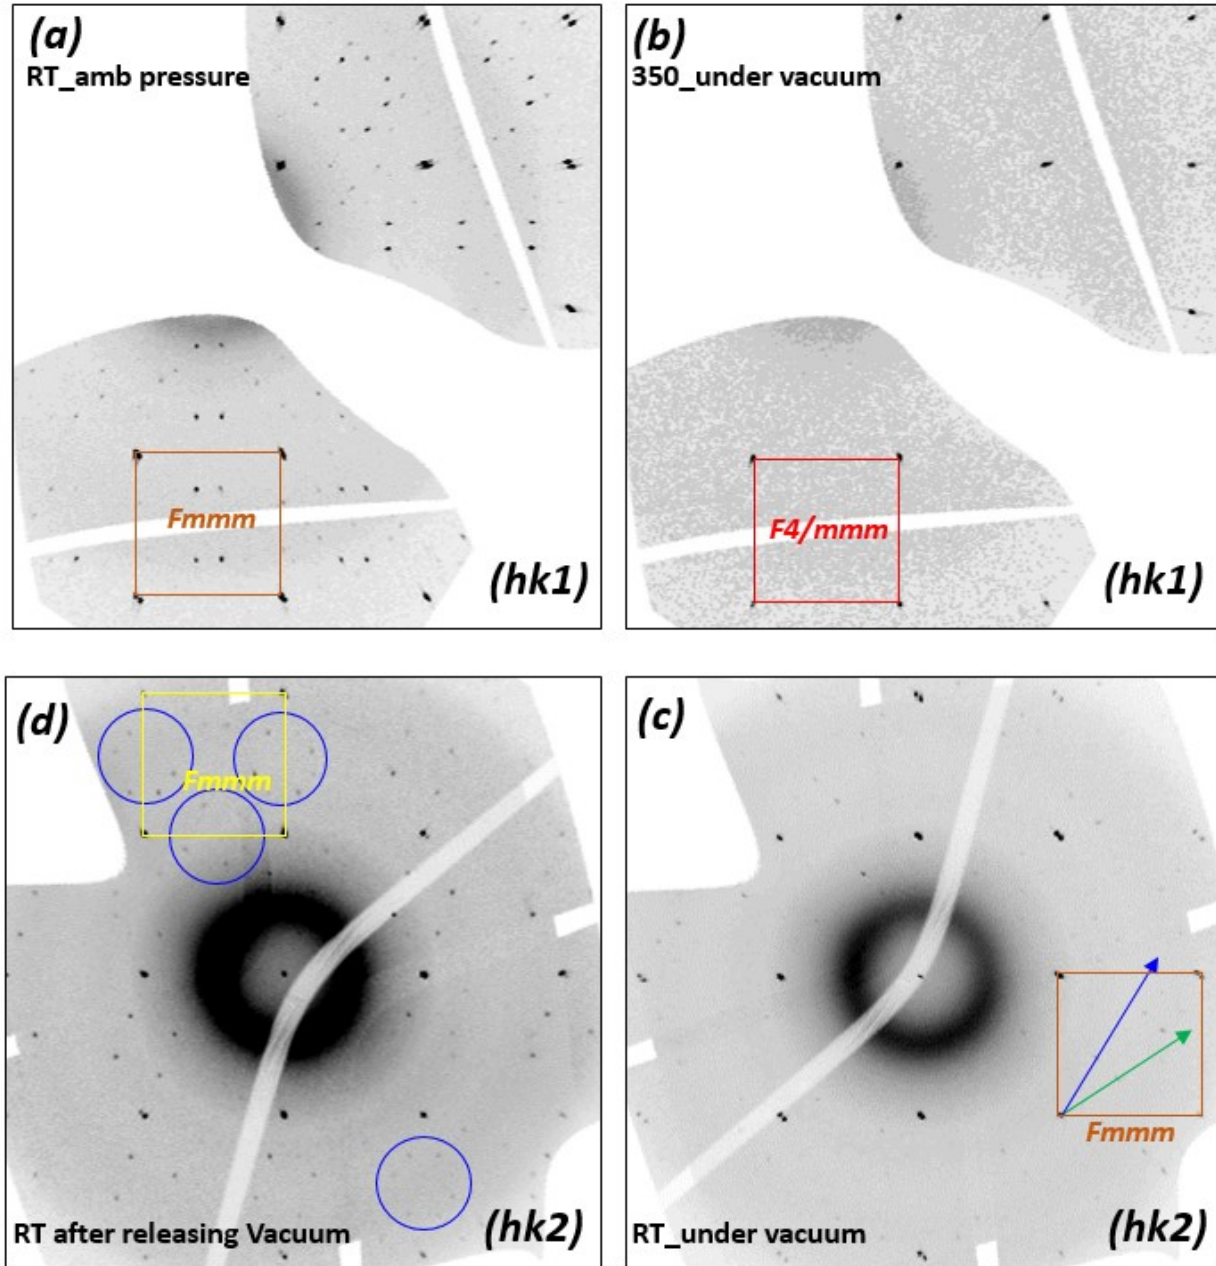 (a)
RT_amb pressure
Fmmm
(hk1)
(b)
350_under vacuum
F4/mmm
(hk1)
(d)
Fmmm
RT after releasing Vacuum
(hk2)
(c)
Fmmm
RT_under vacuum
(hk2)